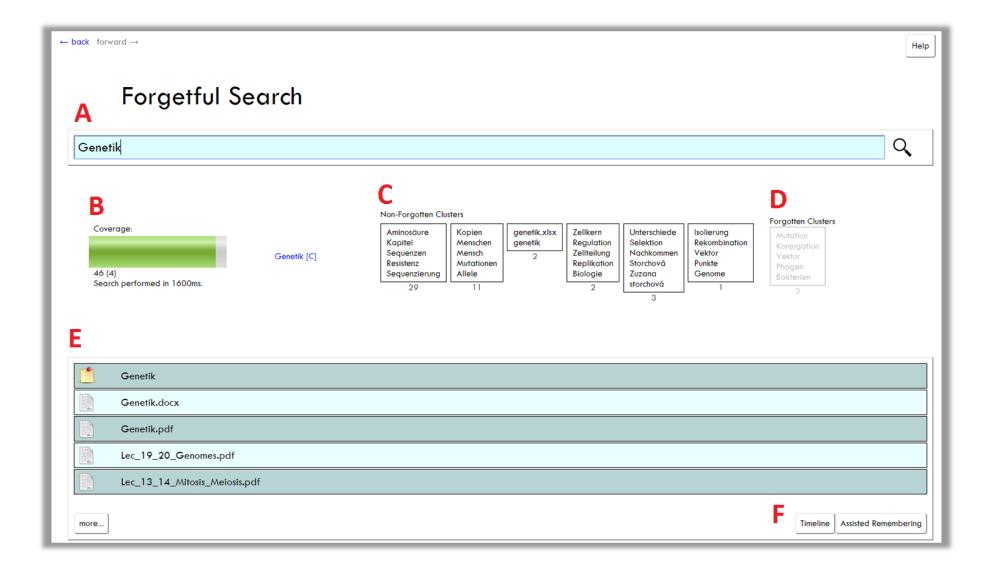 ← back forward →
Help
Forgetful Search
A
Genetik
B
Coverage:
46 (4)
Search performed in 1600ms.
Genetik [C]
C
Non-Forgotten Clusters
Aminosäure
Kapitel
Sequenzen
Resistenz
Sequenzierung
29
Kopien
Menschen
Mensch
Mutationen
Allele
11
genetik.xlsx
genetik
2
Zellkern
Regulation
Zellteilung
Replikation
Biologie
2
Unterschiede
Selektion
Nachkommen
Storchová
Zuzana
storchová
3
Isolierung
Rekombination
Vektor
Punkte
Genome
1
D
Forgotten Clusters
Mutation
Konjugation
Vektor
Phagen
Bakterien
3
E
Genetik
Genetik.docx
Genetik.pdf
Lec_19_20_Genomes.pdf
Lec_13_14_Mitosis_Meiosis.pdf
more...
F
Timeline
Assisted Remembering